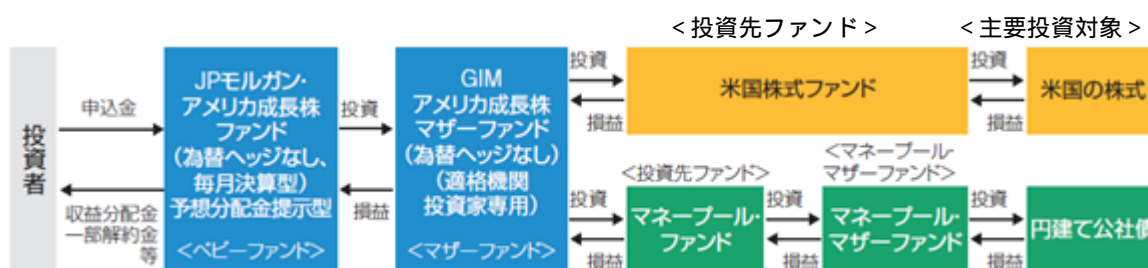 <投資先ファンド>
<主要投資対象>
投資者
申込金
収益分配金
一部解約金
等
JPモルガン・
アメリカ成長株
ファンド
(為替ヘッジなし、
毎月決算型)
予想分配金提示型
<ベビーファンド>
投資
損益
GIM
アメリカ成長株
マザーファンド
(為替ヘッジなし)
(適格機関
投資家専用)
<マザーファンド>
投資
損益
米国株式ファンド
投資
損益
米国の株式
<投資先ファンド>
<マネープール・
マザーファンド>
投資
損益
マネープール・
ファンド
投資
損益
マネープール・
マザーファンド
投資
損益
円建て公社債